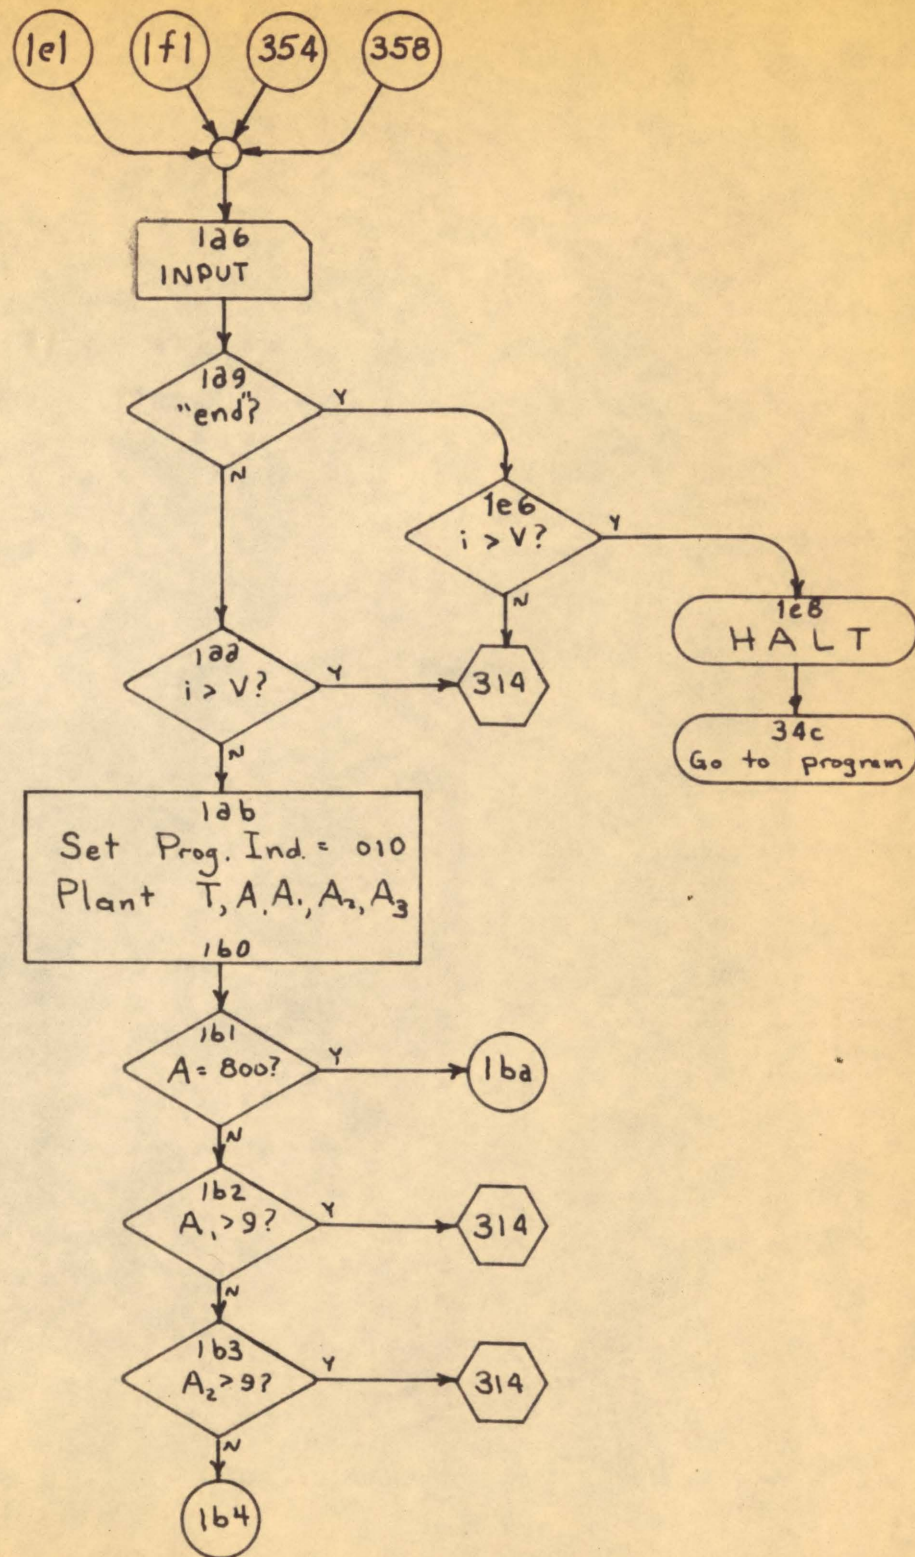 1e1 1f1 354 358
1a6
INPUT
1a9
"end"?
Y
N
1e6
i > V?
Y
N
1e8
HALT
1aa
i > V?
Y
314
N
34c
Go to program
1ab
Set Prog. Ind. = 010
Plant T, A, A₁, A₂, A₃
1b0
1b1
A = 800?
Y
1ba
N
1b2
A₁ > 9?
Y
314
N
1b3
A₂ > 9?
Y
314
N
1b4